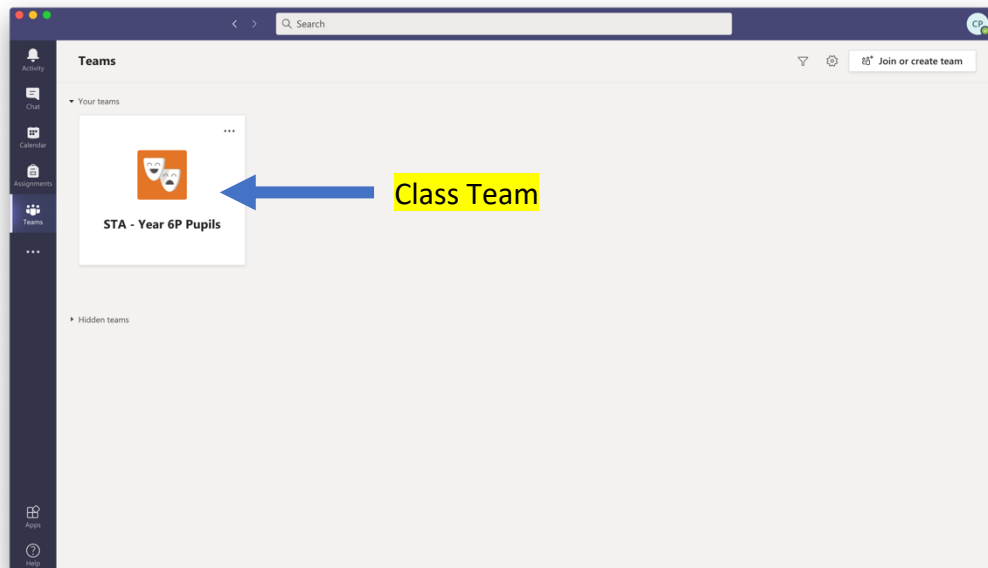 Search
CP
Activity
Chat
Calendar
Assignments
Teams
Apps
Help
Teams
Join or create team
Your teams
STA - Year 6P Pupils
Class Team
Hidden teams